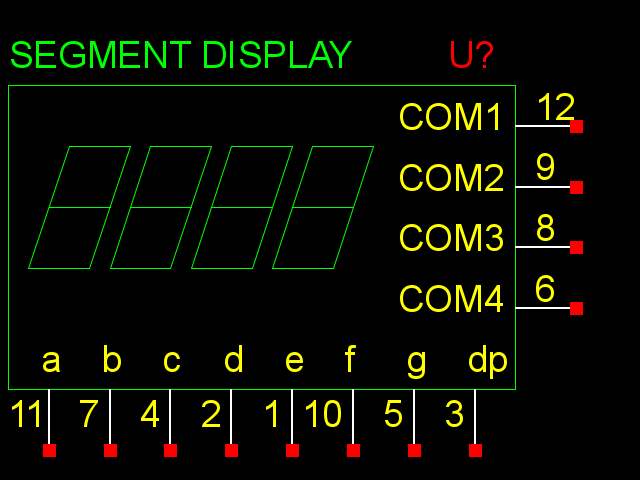 SEGMENT DISPLAY U?
COM1 12
COM2 9
COM3 8
COM4 6
a b c d e f g dp
11 7 4 2 1 10 5 3